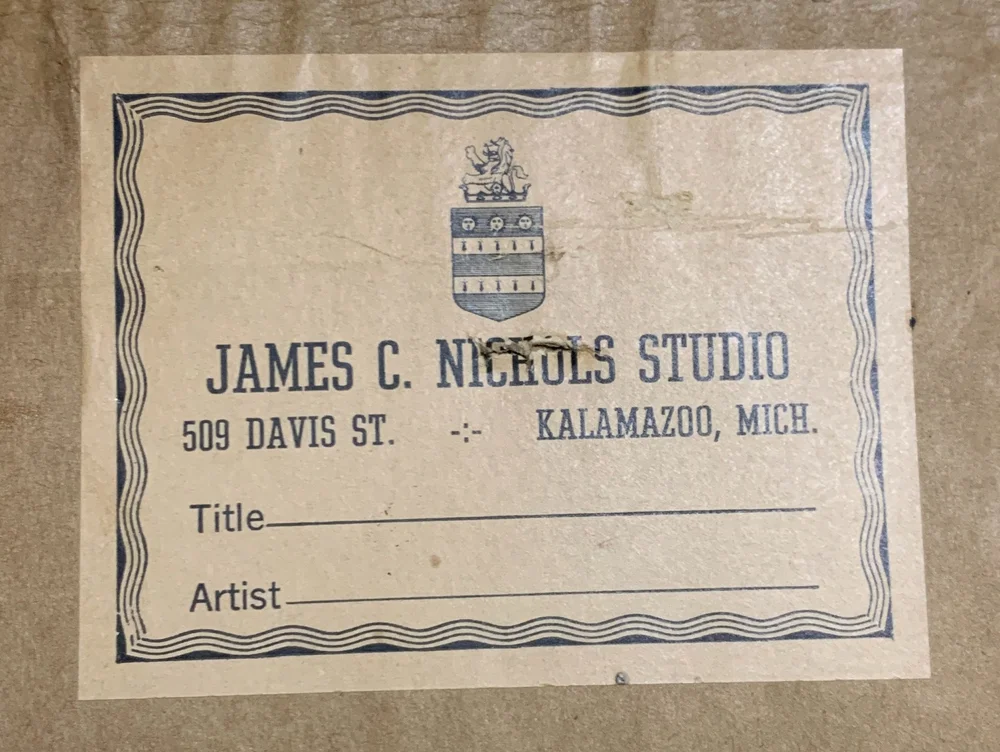 JAMES C. NICHOLS STUDIO
509 DAVIS ST. -:- KALAMAZOO, MICH.
Title
Artist